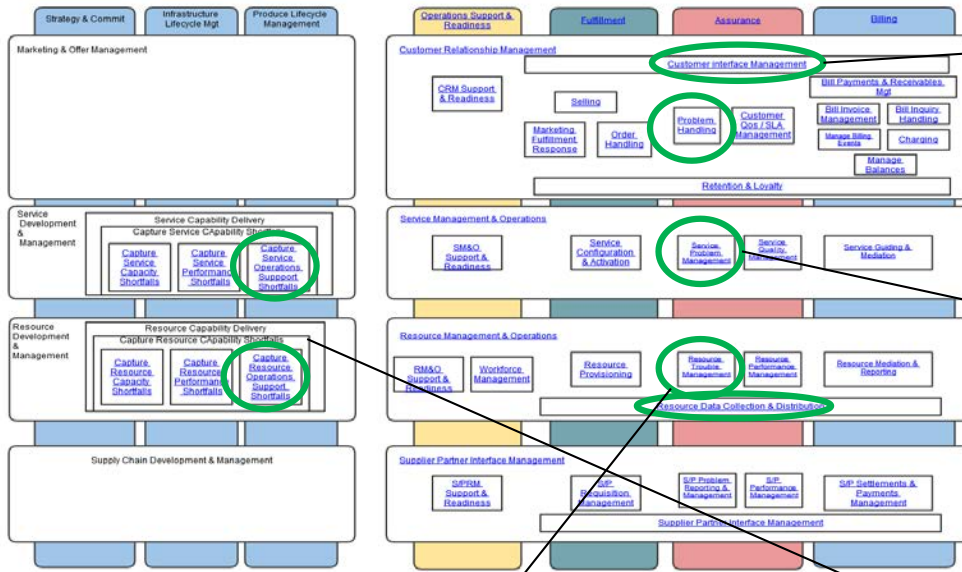 Strategy & Commit
Infrastructure
Lifecycle Mgt
Produce Lifecycle
Management
Operations Support &
Readiness
Fulfillment
Assurance
Billing
Marketing & Offer Management
Customer Relationship Management
Customer interface Management
CRM Support
& Readiness
Selling
Marketing
Fulfillment
Response
Order
Handling
Problem
Handling
Customer
Qos / SLA
Management
Bill Payments & Receivables
Mgt
Bill Invoice
Management
Bill Inquiry
Handling
Manage Billing
Events
Charging
Manage
Balances
Retention & Loyalty
Service
Development
&
Management
Service Capability Delivery
Capture Service CApability Shortfalls
Capture
Service
Capacity
Shortfalls
Capture
Service
Performance
Shortfalls
Capture
Service
Operations
Suppport
Shortfalls
Service Management & Operations
SM&O
Support &
Readiness
Service
Configuration
& Activation
Service
Problem
Management
Service
Quality
Management
Service Guiding &
Mediation
Resource
Development
&
Management
Resource Capability Delivery
Capture Resource CApability Shortfalls
Capture
Resource
Capacity
Shortfalls
Capture
Resource
Performance
Shortfalls
Capture
Resource
Operations
Support
Shortfalls
Resource Management & Operations
RM&O
Support &
Readiness
Workforce
Management
Resource
Provisioning
Resource
Trouble
Management
Resource
Performance
Management
Resource Mediation &
Reporting
Resource Data Collection & Distribution
Supply Chain Development & Management
Supplier Partner Interface Management
S/PRM
Support &
Readiness
S/P
Requisition
Management
S/P Problem
Reporting &
Management
S/P
Performance
Management
S/P Settlements &
Payments
Management
Supplier Partner Interface Management